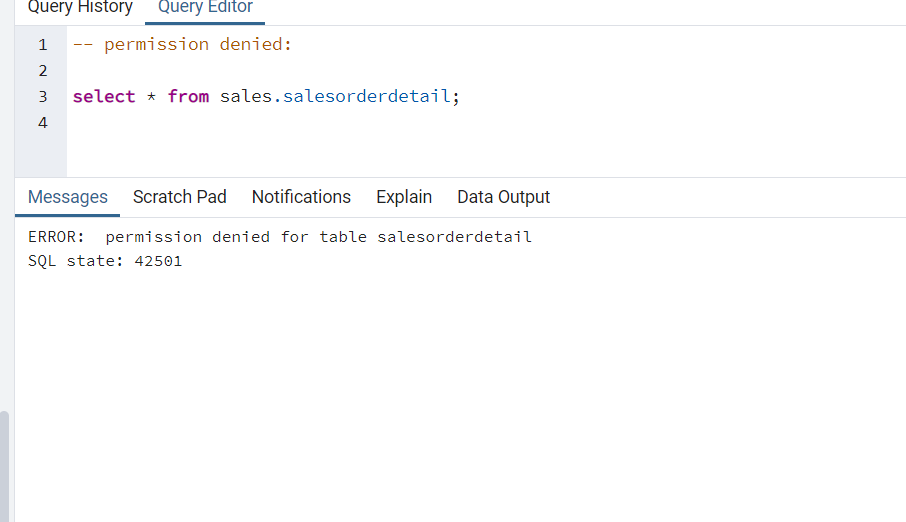 Query History Query Editor
1 -- permission denied:
2
3 select * from sales.salesorderdetail;
4
Messages Scratch Pad Notifications Explain Data Output
ERROR:  permission denied for table salesorderdetail
SQL state: 42501